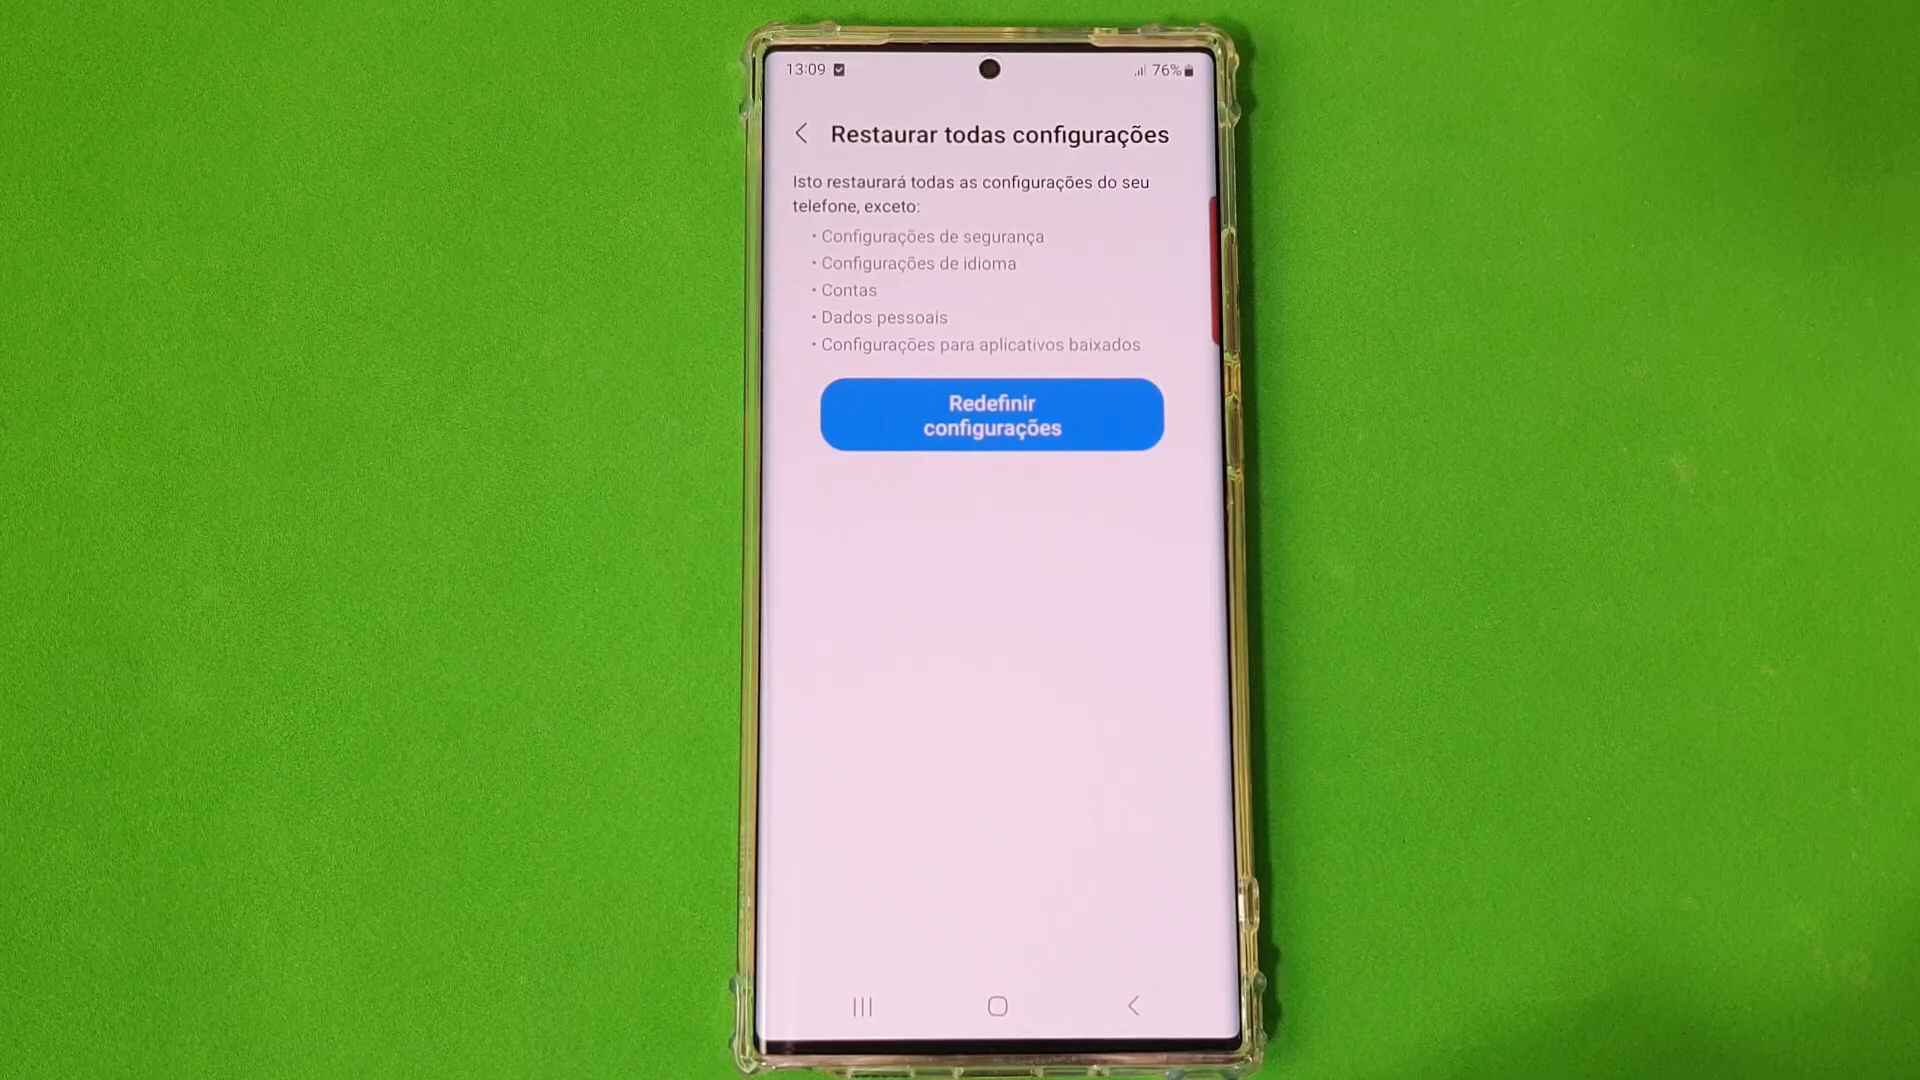 13:09
76%
Restaurar todas configurações
Isto restaurará todas as configurações do seu
telefone, exceto:
• Configurações de segurança
• Configurações de idioma
• Contas
• Dados pessoais
• Configurações para aplicativos baixados
Redefinir
configurações